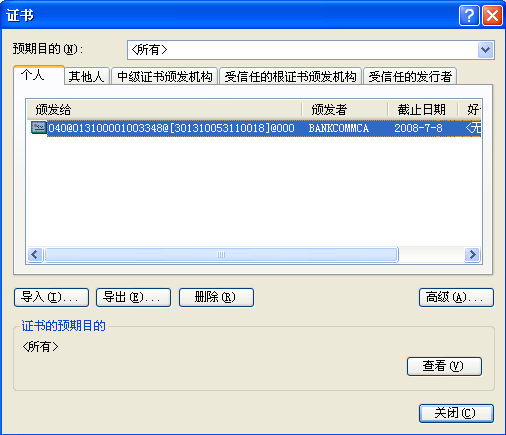 证书
预期目的(N): <所有>
个人 其他人 中级证书颁发机构 受信任的根证书颁发机构 受信任的发行者
颁发给 颁发者 截止日期 好
040@0131000001003348@[301310053110018]@000 BANKCOMMCA 2008-7-8 <无
导入(I)... 导出(E)... 删除(R) 高级(A)...
证书的预期目的
<所有>
查看(V)
关闭(C)